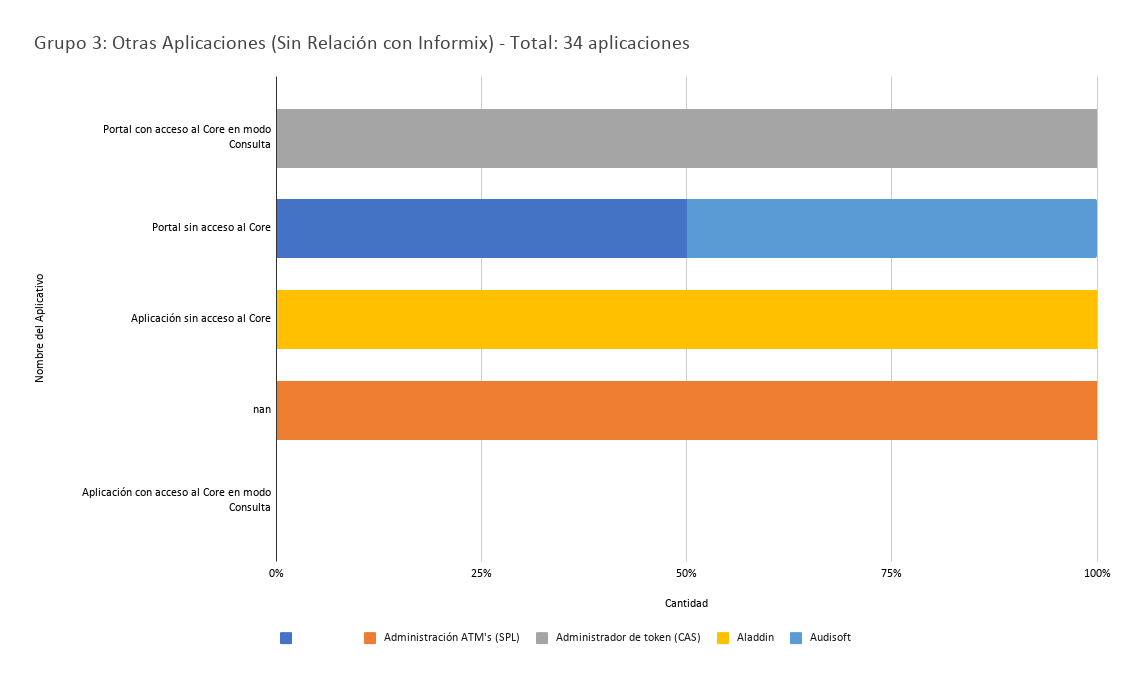 Grupo 3: Otras Aplicaciones (Sin Relación con Informix) - Total: 34 aplicaciones
Portal con acceso al Core en modo
Consulta
Portal sin acceso al Core
Aplicación sin acceso al Core
nan
Aplicación con acceso al Core en modo
Consulta
Nombre del Aplicativo
0%
25%
50%
75%
100%
Cantidad
Administración ATM's (SPL)
Administrador de token (CAS)
Aladdin
Audisoft